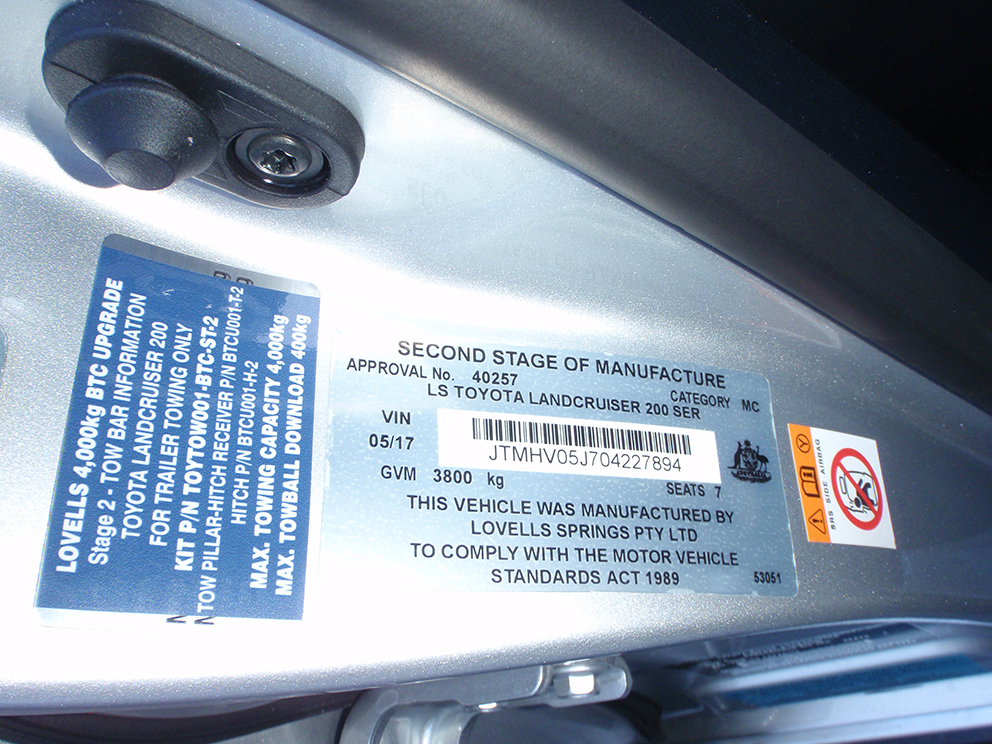 LOVELLS 4,000kg BTC UPGRADE
Stage 2 - TOW BAR INFORMATION
TOYOTA LANDCRUISER 200
FOR TRAILER TOWING ONLY
KIT P/N TOYTOW001-BTC-ST-2
TOW PILLAR-HITCH RECEIVER P/N BTCU001-T-2
HITCH P/N BTCU001-H-2
MAX. TOWING CAPACITY 4,000kg
MAX. TOWBALL DOWNLOAD 400kg
SECOND STAGE OF MANUFACTURE
APPROVAL No. 40257 CATEGORY MC
LS TOYOTA LANDCRUISER 200 SER
VIN
05/17 JTMHV05J704227894
GVM 3800 kg SEATS 7
THIS VEHICLE WAS MANUFACTURED BY
LOVELLS SPRINGS PTY LTD
TO COMPLY WITH THE MOTOR VEHICLE
STANDARDS ACT 1989 53051
SRS SIDE AIRBAG